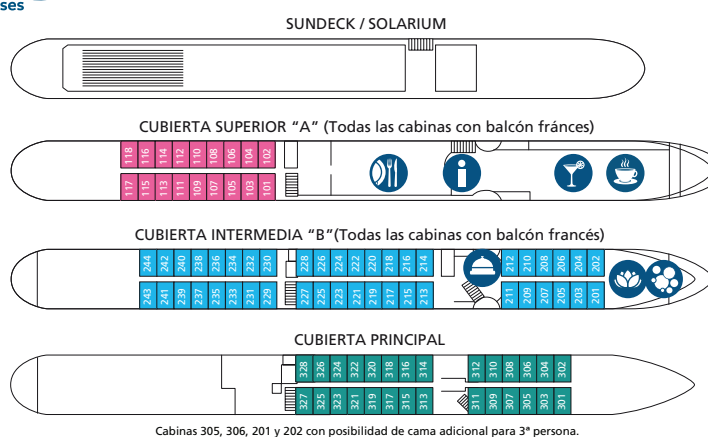 ses
SUNDECK / SOLARIUM
CUBIERTA SUPERIOR “A” (Todas las cabinas con balcón fránces)
118 116 114 112 110 108 106 104 102
117 115 113 111 109 107 105 103 101
CUBIERTA INTERMEDIA “B”(Todas las cabinas con balcón francés)
244 242 240 238 236 234 232 230 228 226 224 222 220 218 216 214 212 210 208 206 204 202
243 241 239 237 235 233 231 229 227 225 223 221 219 217 215 213 211 209 207 205 203 201
CUBIERTA PRINCIPAL
328 326 324 322 320 318 316 314 312 310 308 306 304 302
327 325 323 321 319 317 315 313 311 309 307 305 303 301
Cabinas 305, 306, 201 y 202 con posibilidad de cama adicional para 3ª persona.